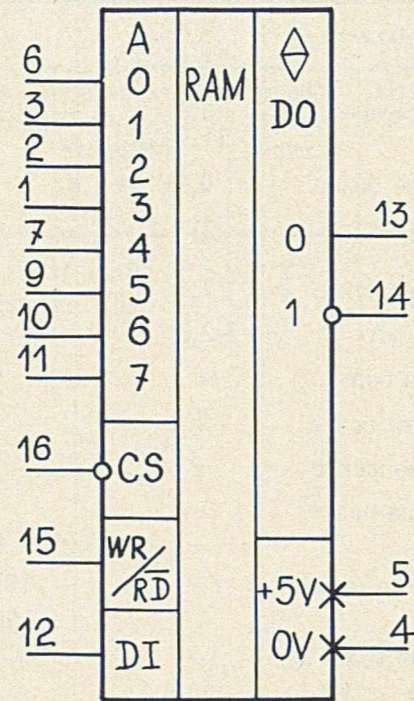 A
6 0 RAM ◇ DO
3 1
2 2
1 3
7 4 0 13
9 5
10 6 1 14
11 7
16 CS
15 WR/R̅D̅
+5V 5
12 DI 0V 4